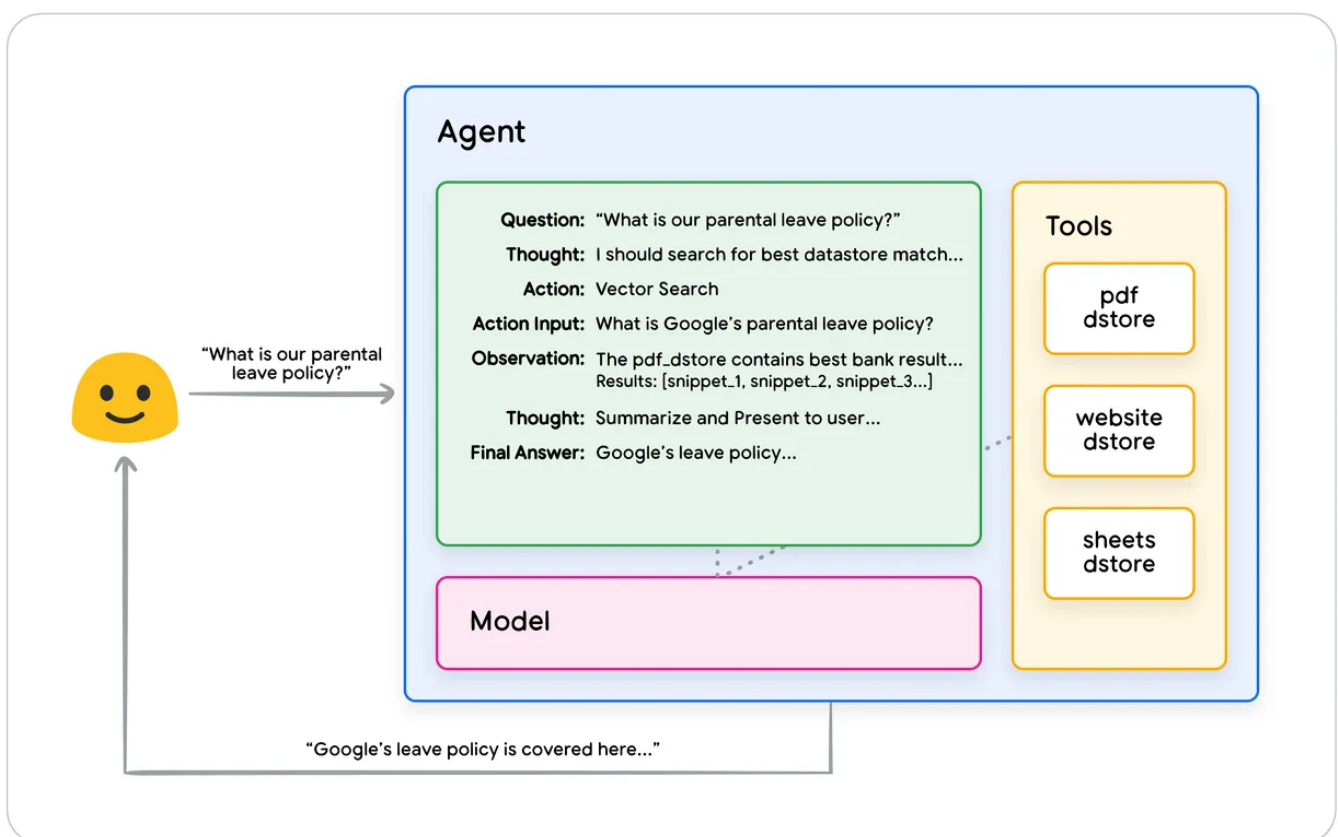 Agent
Question: “What is our parental leave policy?”
Thought: I should search for best datastore match...
Action: Vector Search
Action Input: What is Google’s parental leave policy?
Observation: The pdf_dstore contains best bank result...
Results: [snippet_1, snippet_2, snippet_3...]
Thought: Summarize and Present to user...
Final Answer: Google’s leave policy...
Tools
pdf
dstore
website
dstore
sheets
dstore
Model
“What is our parental
leave policy?”
“Google’s leave policy is covered here...”